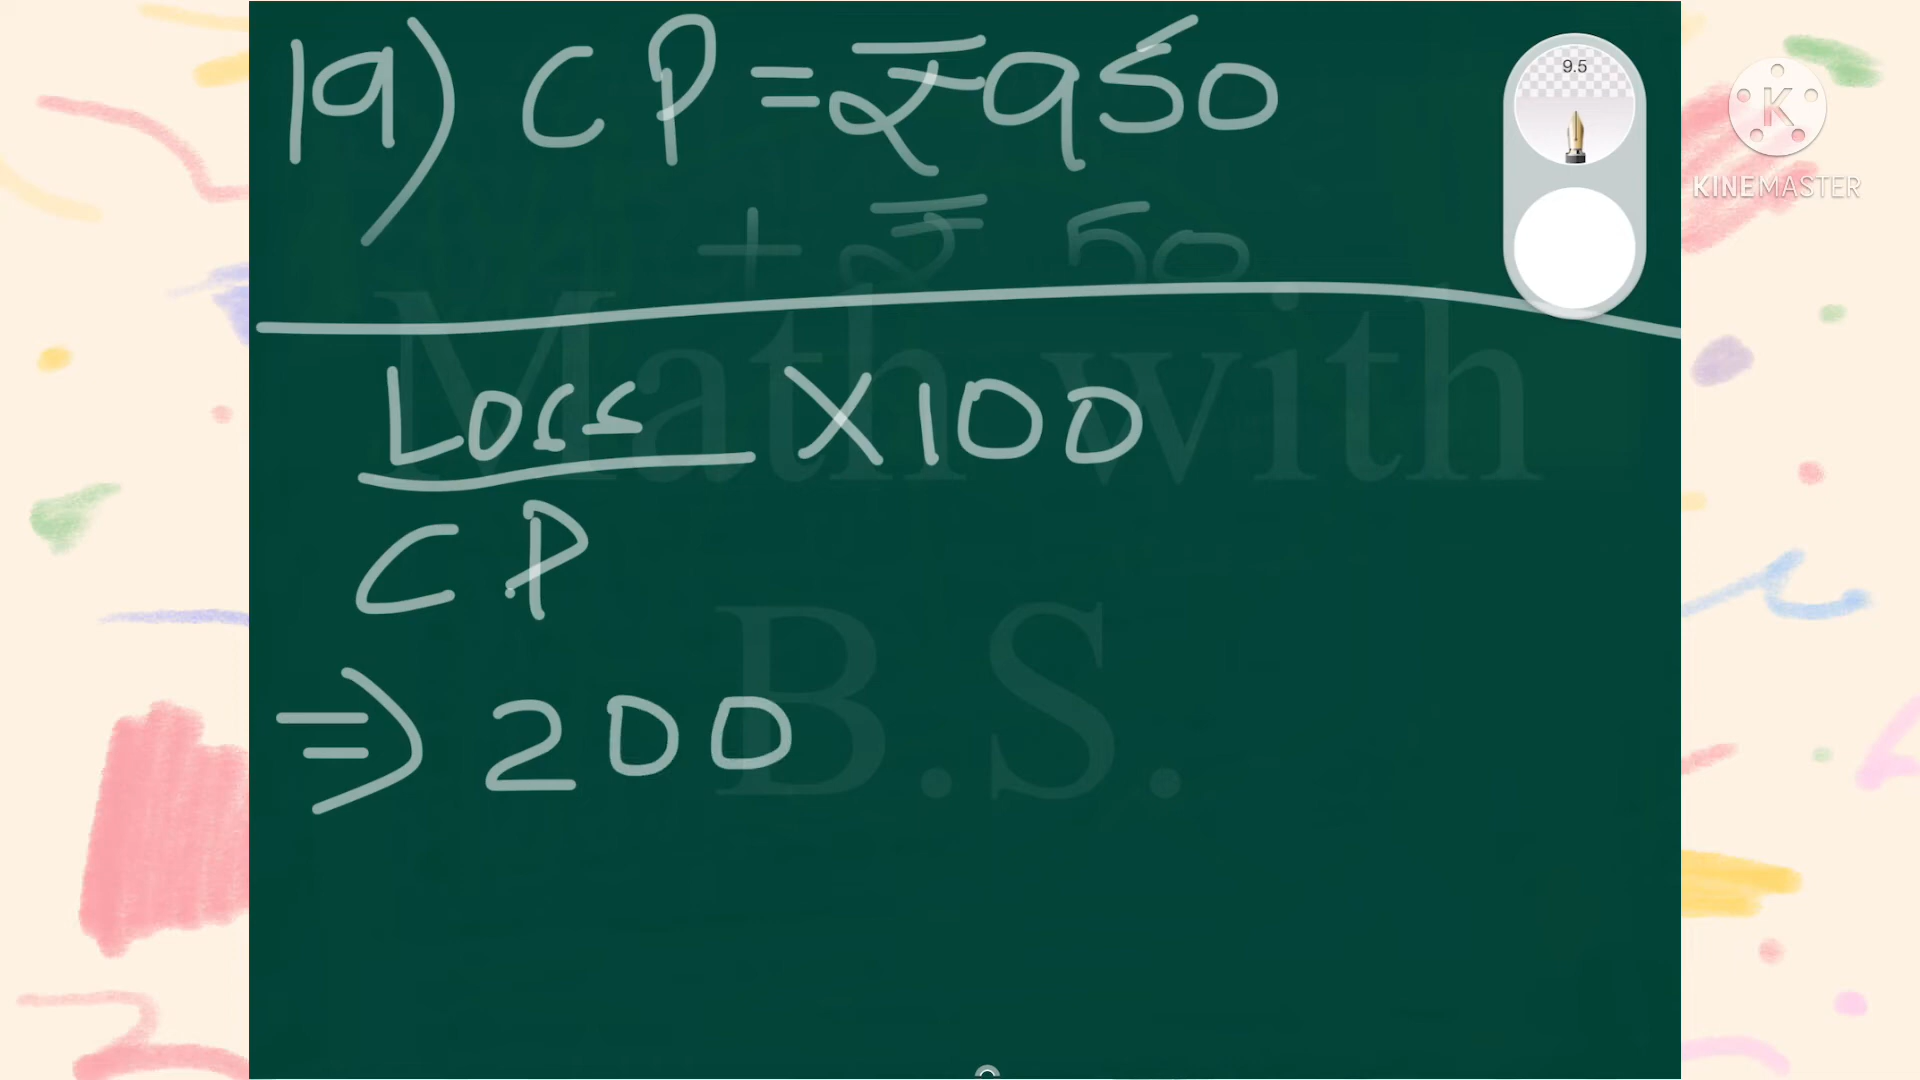 19) CP = ₹950
+ ₹ 50
Loss X100
CP
⇒ 200
Math with
B.S.
9.5
K
KINEMASTER